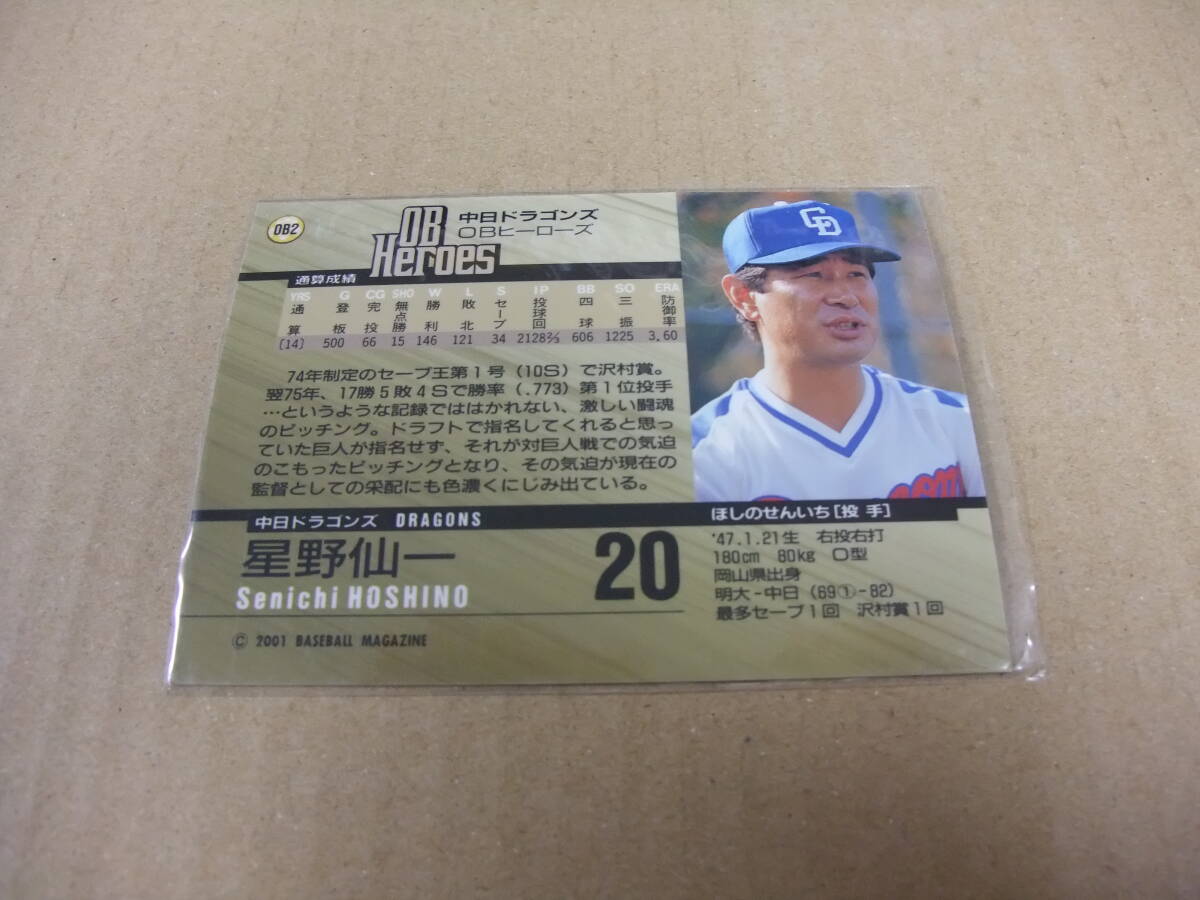 OB2
OB
Heroes
中日ドラゴンズ
OBヒーローズ
通算成績
YRS G CG SHO W L S IP BB SO ERA
通算 登板 完投 無点勝 勝利 敗北 セーブ 投球回 四球 三振 防御率
[14] 500 66 15 146 121 34 2128⅔ 606 1225 3.60
74年制定のセーブ王第1号(10S)で沢村賞。
翌75年、17勝5敗4Sで勝率(.773)第1位投手
…というような記録でははかれない、激しい闘魂
のピッチング。ドラフトで指名してくれると思っ
ていた巨人が指名せず、それが対巨人戦での気迫
のこもったピッチングとなり、その気迫が現在の
監督としての采配にも色濃くにじみ出ている。
中日ドラゴンズ DRAGONS
星野仙一
Senichi HOSHINO
20
© 2001 BASEBALL MAGAZINE
CD
ほしのせんいち[投 手]
'47.1.21生 右投右打
180cm 80kg O型
岡山県出身
明大-中日(69①-82)
最多セーブ1回 沢村賞1回